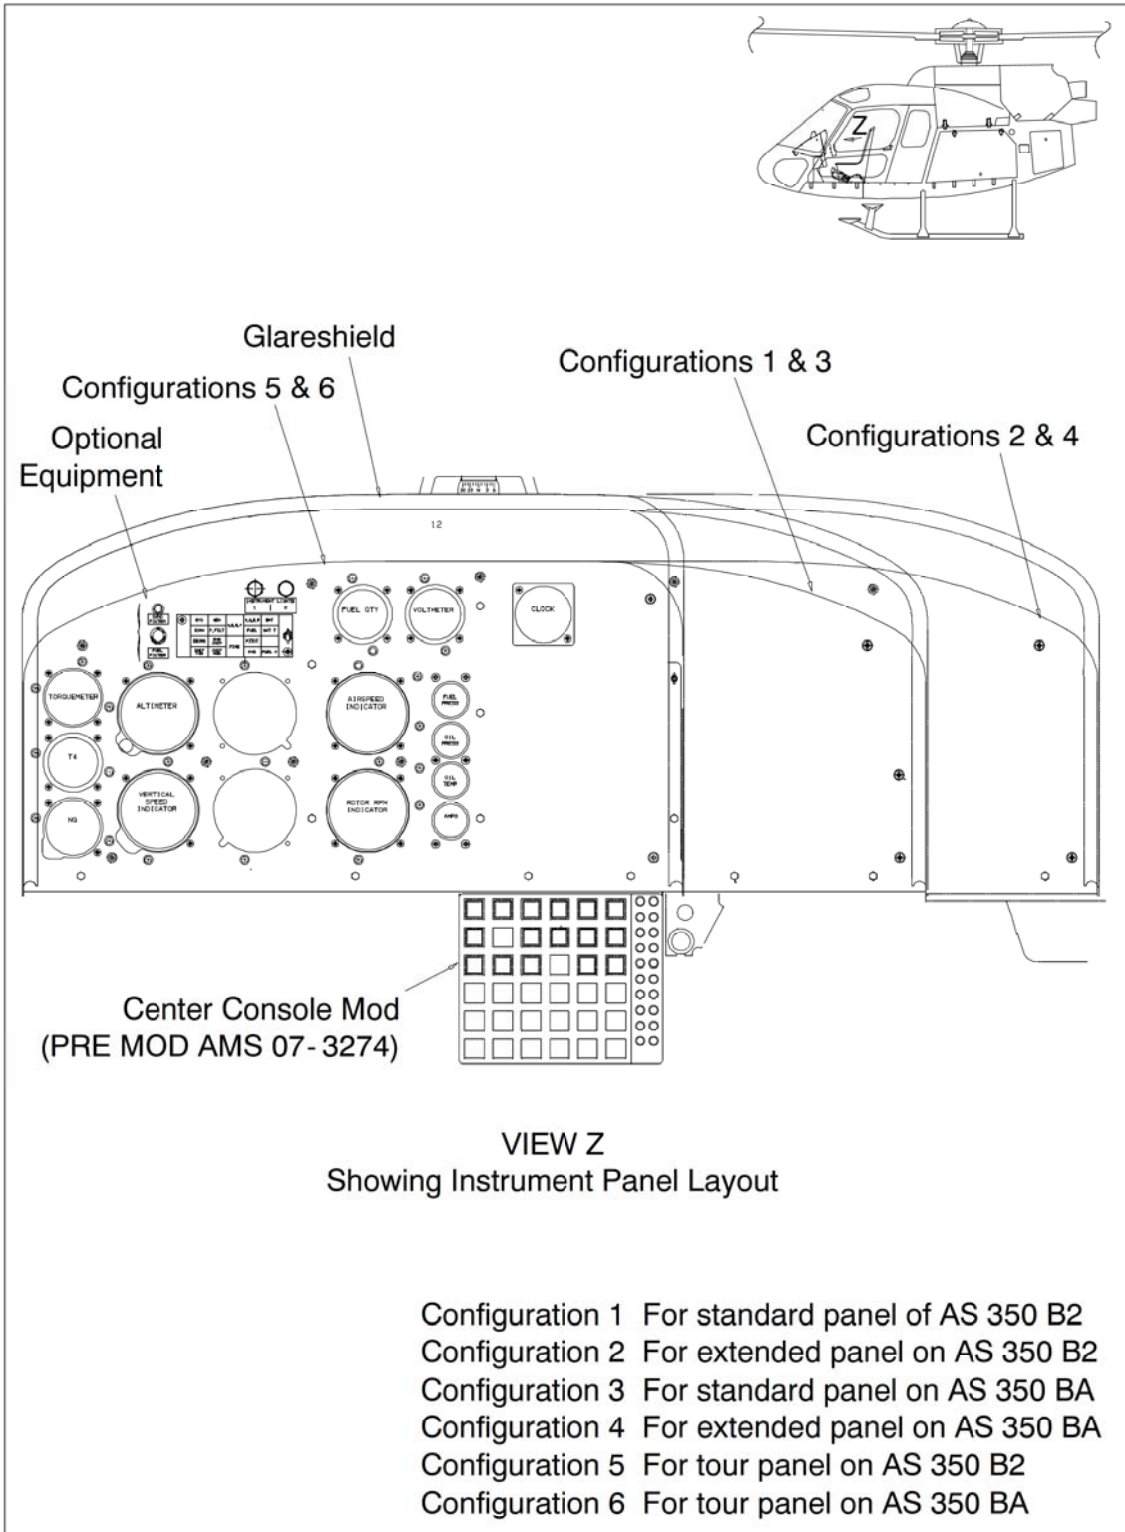 Z
Glareshield
Configurations 1 & 3
Configurations 5 & 6
Configurations 2 & 4
Optional
Equipment
12
INSTRUMENT LIGHTS
FUEL QTY
VOLTMETER
CLOCK
FUEL
FILTER
TORQUEMETER
ALTIMETER
AIRSPEED
INDICATOR
FUEL
PRESS
OIL
PRESS
T4
OIL
TEMP
VERTICAL
SPEED
INDICATOR
ROTOR RPM
INDICATOR
NG
AMPS
Center Console Mod
(PRE MOD AMS 07-3274)
VIEW Z
Showing Instrument Panel Layout
Configuration 1 For standard panel of AS 350 B2
Configuration 2 For extended panel on AS 350 B2
Configuration 3 For standard panel on AS 350 BA
Configuration 4 For extended panel on AS 350 BA
Configuration 5 For tour panel on AS 350 B2
Configuration 6 For tour panel on AS 350 BA